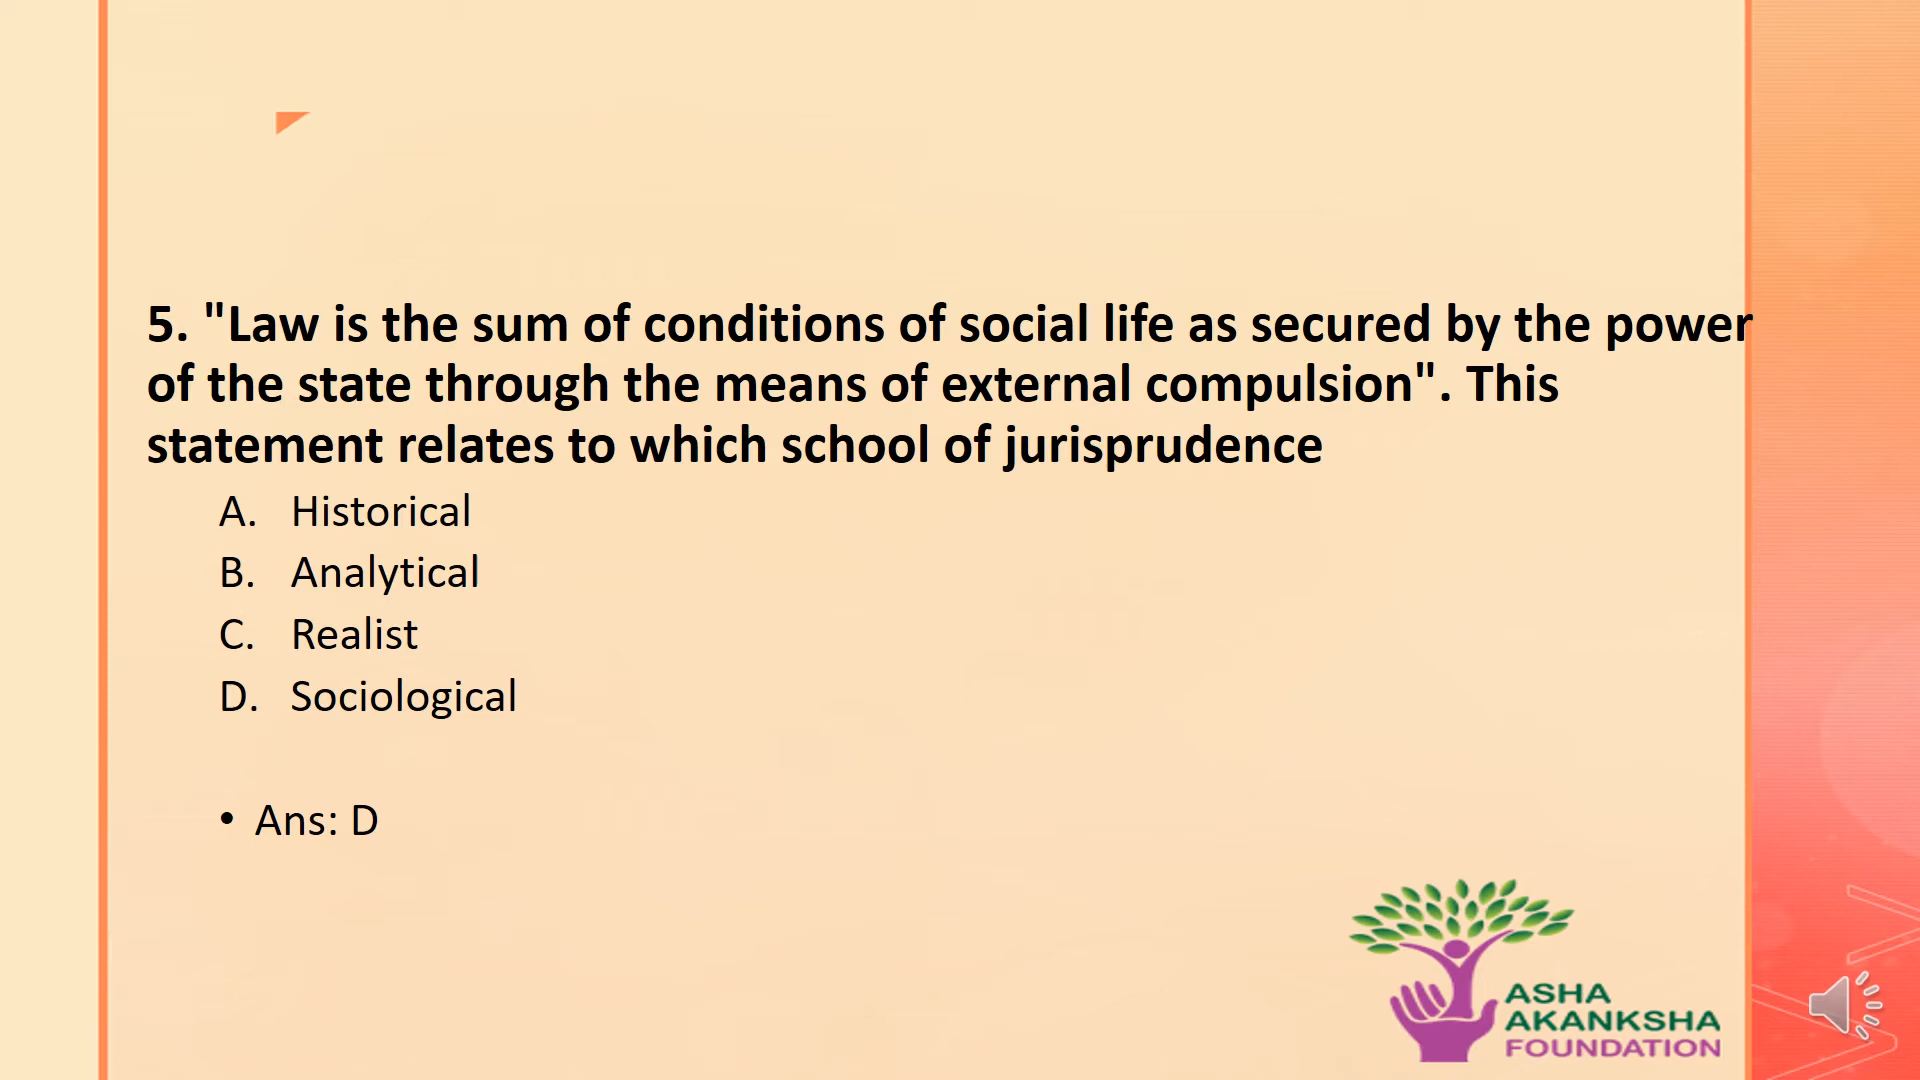 5. "Law is the sum of conditions of social life as secured by the power
of the state through the means of external compulsion". This
statement relates to which school of jurisprudence
A. Historical
B. Analytical
C. Realist
D. Sociological
• Ans: D
ASHA
AKANKSHA
FOUNDATION